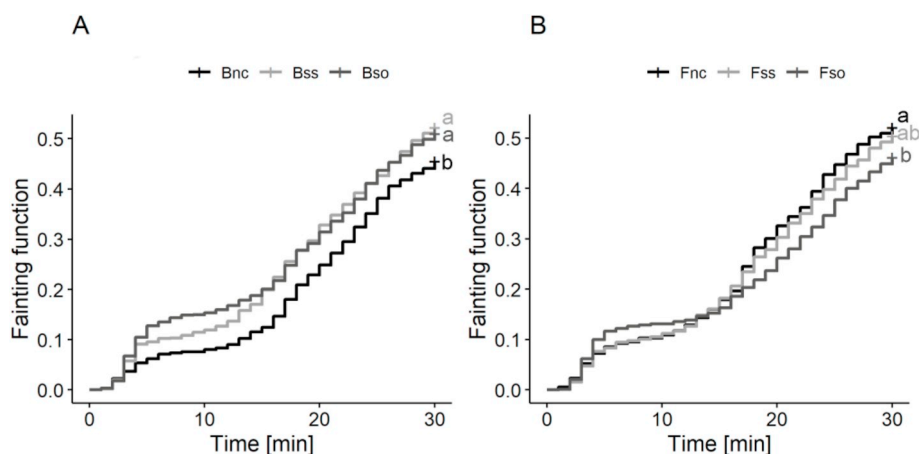 A
Bnc Bss Bso
Fainting function
0.5
0.4
0.3
0.2
0.1
0.0
a
a
b
0 10 20 30
Time [min]
B
Fnc Fss Fso
Fainting function
0.5
0.4
0.3
0.2
0.1
0.0
a
ab
b
0 10 20 30
Time [min]